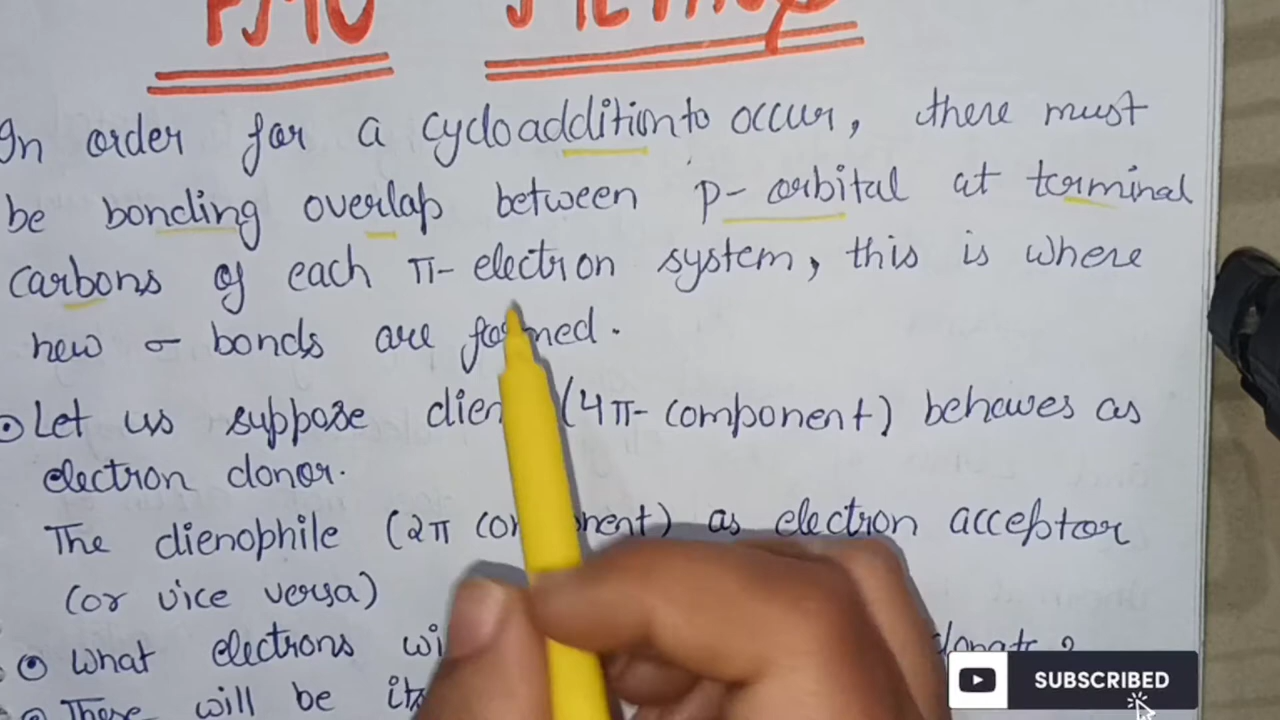 In order for a cycloaddition to occur, there must
be bonding overlap between p- orbital at terminal
carbons of each π- electron system, this is where
new σ- bonds are formed.
Let us suppose (4π- component) behaves as
electron donor.
The dienophile (2π as electron acceptor
(or vice versa)
What electrons
These will be
SUBSCRIBED